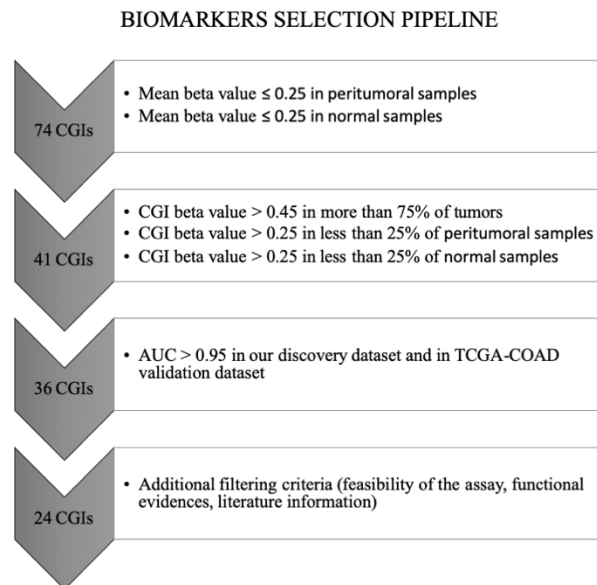 BIOMARKERS SELECTION PIPELINE
74 CGIs
• Mean beta value ≤ 0.25 in peritumoral samples
• Mean beta value ≤ 0.25 in normal samples
41 CGIs
• CGI beta value > 0.45 in more than 75% of tumors
• CGI beta value > 0.25 in less than 25% of peritumoral samples
• CGI beta value > 0.25 in less than 25% of normal samples
36 CGIs
• AUC > 0.95 in our discovery dataset and in TCGA-COAD
validation dataset
24 CGIs
• Additional filtering criteria (feasibility of the assay, functional
evidences, literature information)